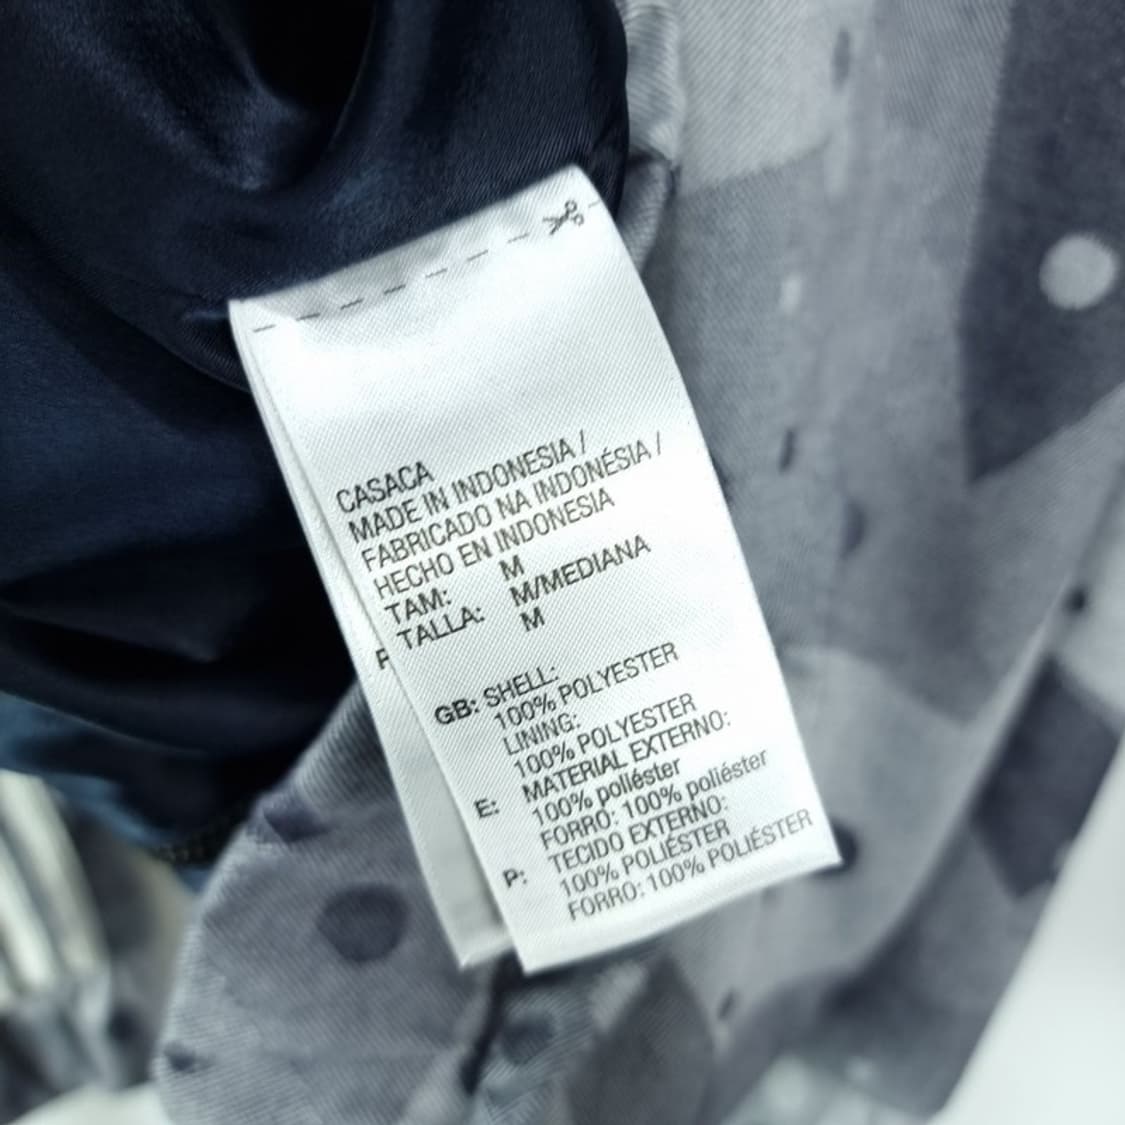 CASACA
MADE IN INDONESIA /
FABRICADO NA INDONÉSIA /
HECHO EN INDONESIA
TAM: M
TALLA: M/MEDIANA
M
F
GB: SHELL:
100% POLYESTER
LINING:
100% POLYESTER
E: MATERIAL EXTERNO:
100% poliéster
FORRO: 100% poliéster
P: TECIDO EXTERNO:
100% POLIÉSTER
FORRO: 100% POLIÉSTER